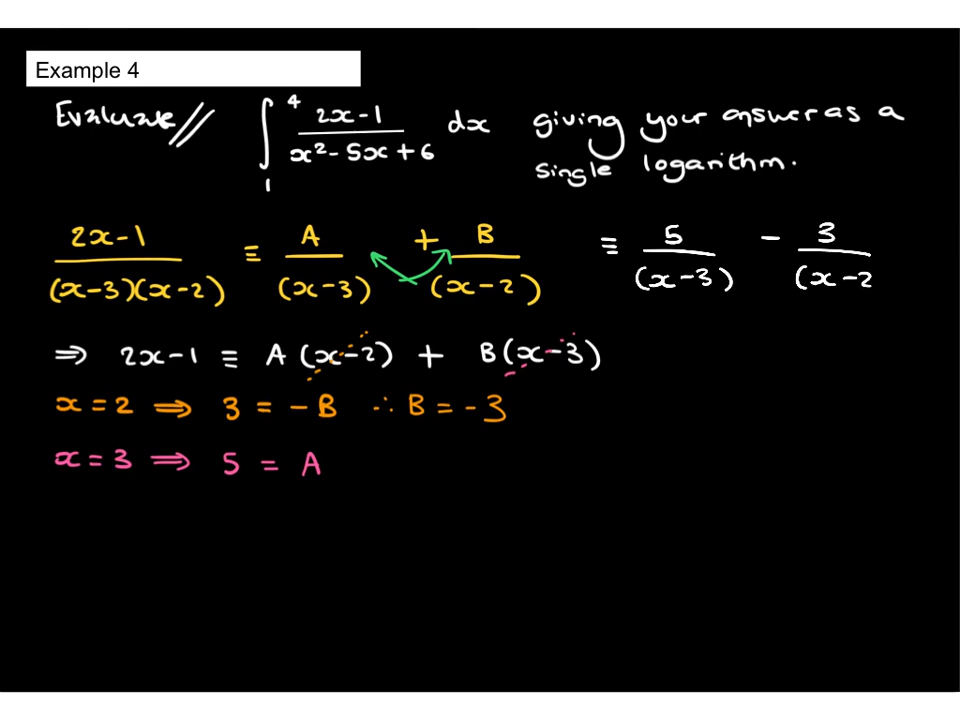 Example 4
Evaluate // ∫₁⁴ (2x-1)/(x²-5x+6) dx giving your answer as a
single logarithm.
(2x-1)/((x-3)(x-2)) ≡ A/(x-3) + B/(x-2) ≡ 5/(x-3) - 3/(x-2
⇒ 2x-1 ≡ A(x-2) + B(x-3)
x=2 ⇒ 3 = -B ∴ B = -3
x=3 ⇒ 5 = A